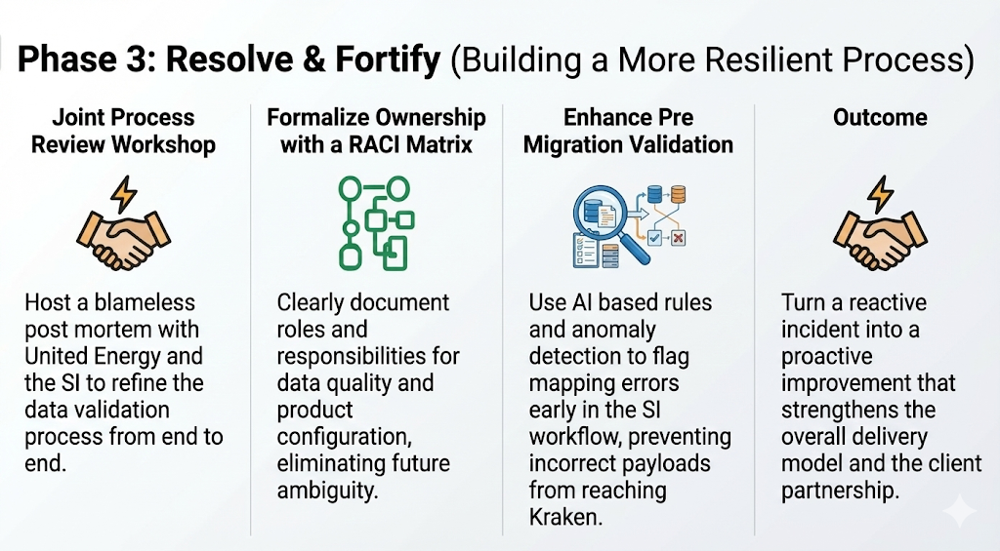 Phase 3: Resolve & Fortify (Building a More Resilient Process)
Joint Process
Review Workshop
Host a blameless
post mortem with
United Energy and
the SI to refine the
data validation
process from end to
end.
Formalize Ownership
with a RACI Matrix
Clearly document
roles and
responsibilities for
data quality and
product
configuration,
eliminating future
ambiguity.
Enhance Pre
Migration Validation
Use AI based rules
and anomaly
detection to flag
mapping errors
early in the SI
workflow, preventing
incorrect payloads
from reaching
Kraken.
Outcome
Turn a reactive
incident into a
proactive
improvement that
strengthens the
overall delivery
model and the client
partnership.